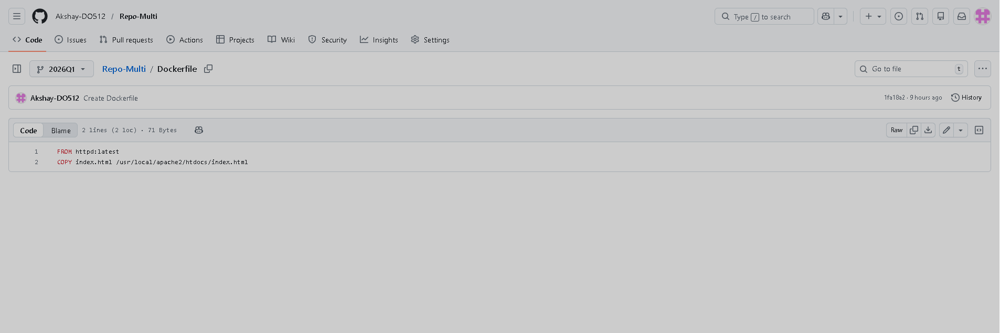 Akshay-DO512 / Repo-Multi
Type / to search
Code Issues Pull requests Actions Projects Wiki Security Insights Settings
2026Q1 Repo-Multi / Dockerfile
Go to file t
Akshay-DO512 Create Dockerfile
1fa18a2 · 9 hours ago History
Code Blame 2 lines (2 loc) · 71 Bytes
Raw
1 FROM httpd:latest
2 COPY index.html /usr/local/apache2/htdocs/index.html